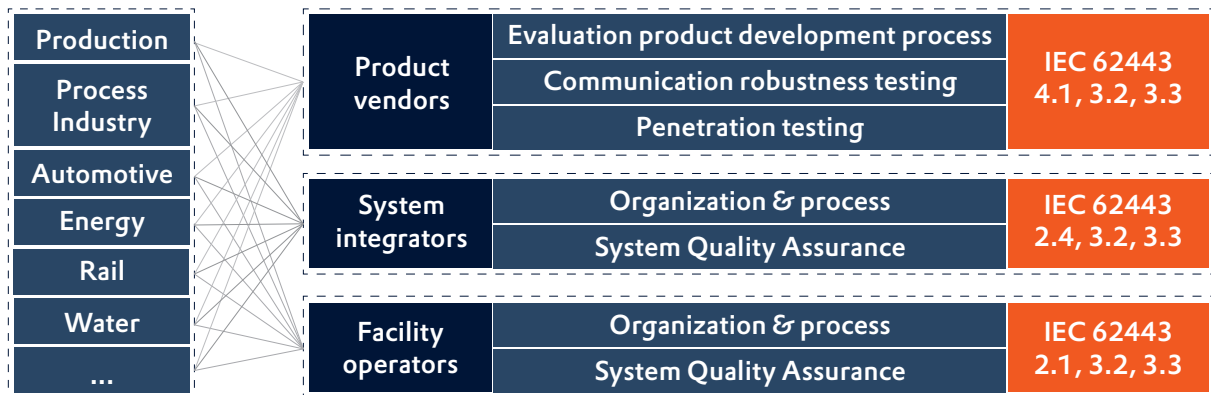 Production
Process
Industry
Automotive
Energy
Rail
Water
...
Product
vendors
Evaluation product development process
Communication robustness testing
Penetration testing
IEC 62443
4.1, 3.2, 3.3
System
integrators
Organization & process
System Quality Assurance
IEC 62443
2.4, 3.2, 3.3
Facility
operators
Organization & process
System Quality Assurance
IEC 62443
2.1, 3.2, 3.3